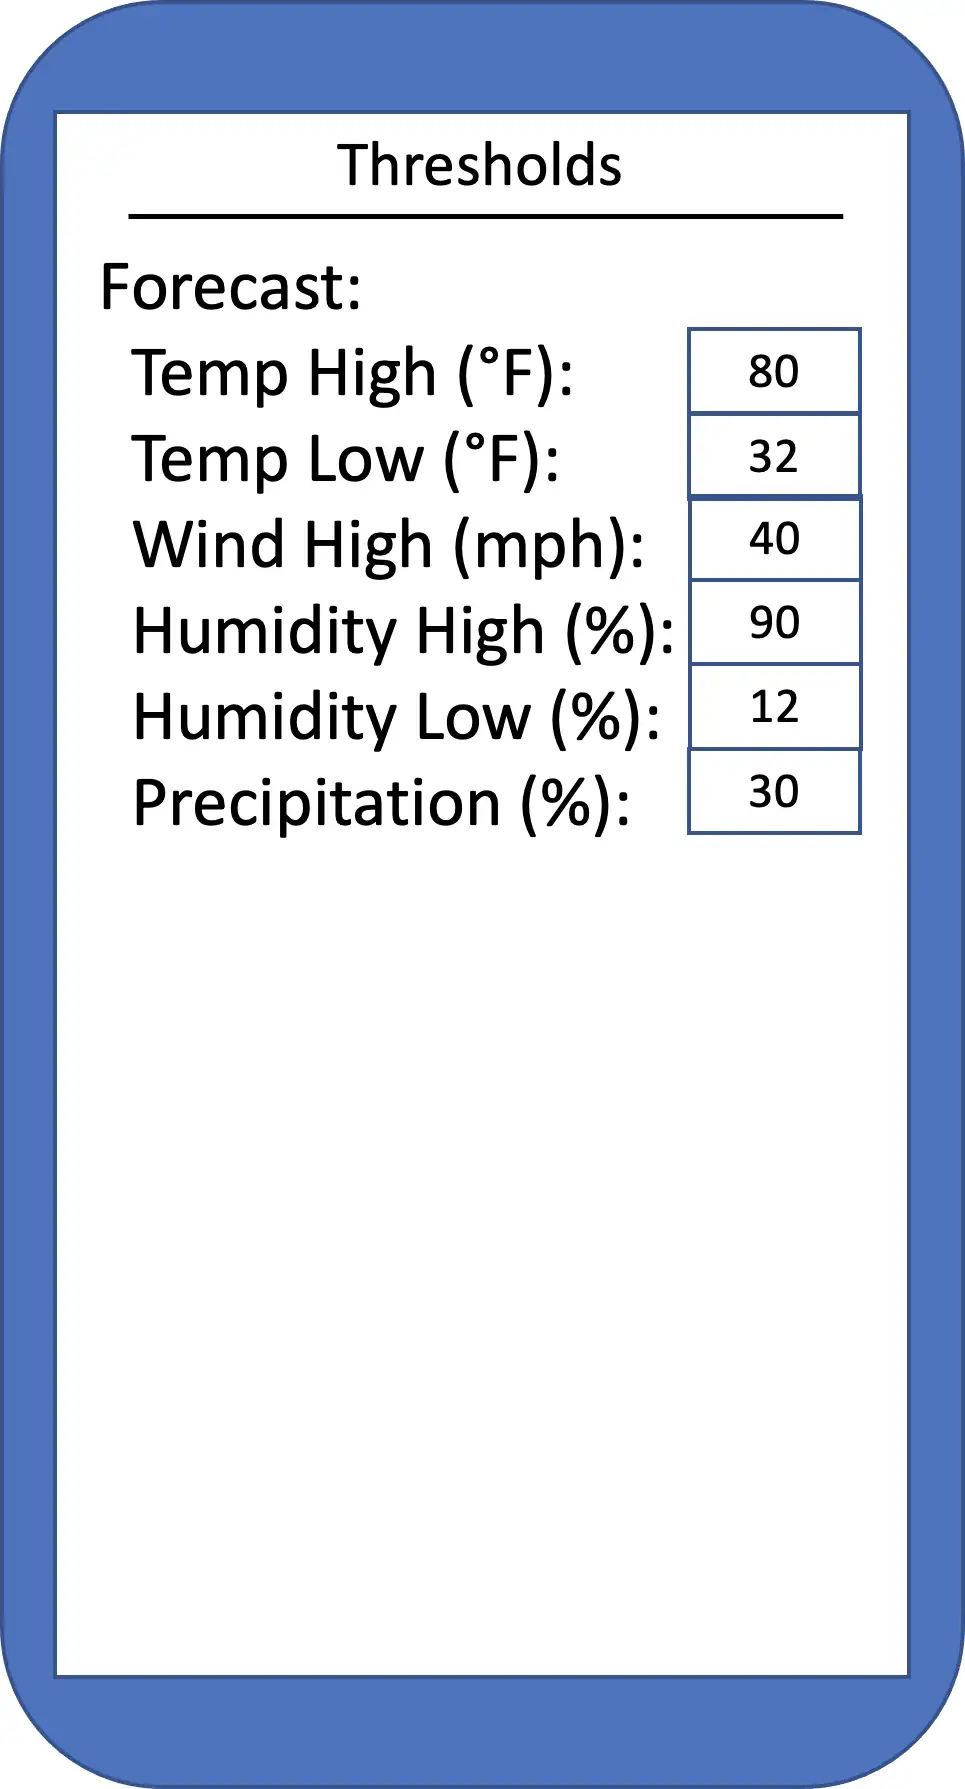 Thresholds
Forecast:
Temp High (°F): 80
Temp Low (°F): 32
Wind High (mph): 40
Humidity High (%): 90
Humidity Low (%): 12
Precipitation (%): 30